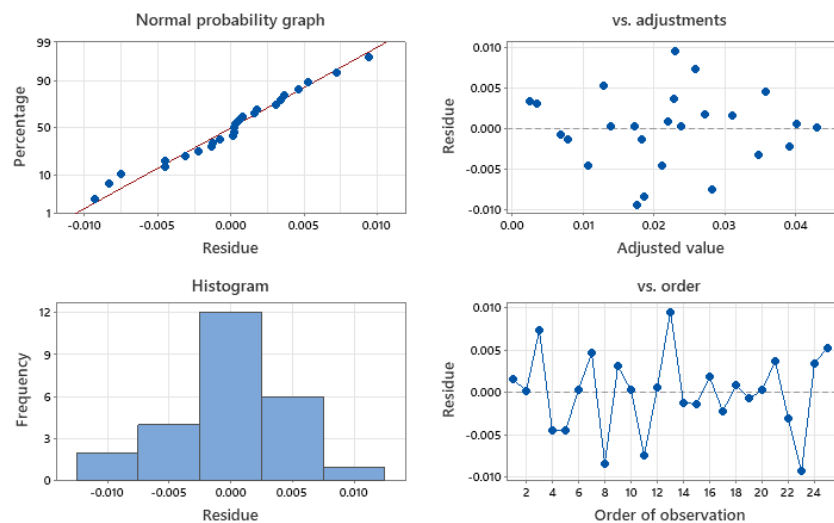 Normal probability graph
99
90
50
10
1
Percentage
-0.010 -0.005 0.000 0.005 0.010
Residue
vs. adjustments
0.010
0.005
0.000
-0.005
-0.010
Residue
0.00 0.01 0.02 0.03 0.04
Adjusted value
Histogram
12
9
6
3
0
Frequency
-0.010 -0.005 0.000 0.005 0.010
Residue
vs. order
0.010
0.005
0.000
-0.005
-0.010
Residue
2 4 6 8 10 12 14 16 18 20 22 24
Order of observation